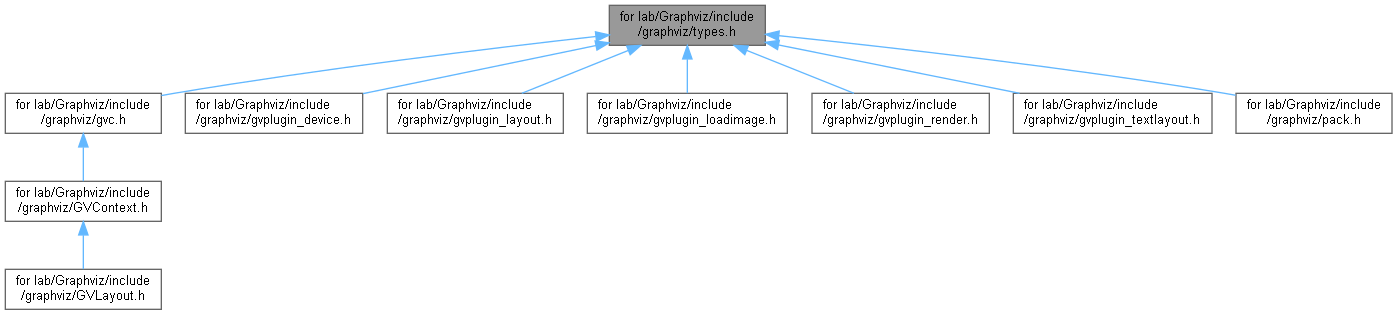 for lab/Graphviz/include
/graphviz/types.h
for lab/Graphviz/include
/graphviz/gvc.h
for lab/Graphviz/include
/graphviz/gvplugin_device.h
for lab/Graphviz/include
/graphviz/gvplugin_layout.h
for lab/Graphviz/include
/graphviz/gvplugin_loadimage.h
for lab/Graphviz/include
/graphviz/gvplugin_render.h
for lab/Graphviz/include
/graphviz/gvplugin_textlayout.h
for lab/Graphviz/include
/graphviz/pack.h
for lab/Graphviz/include
/graphviz/GVContext.h
for lab/Graphviz/include
/graphviz/GVLayout.h